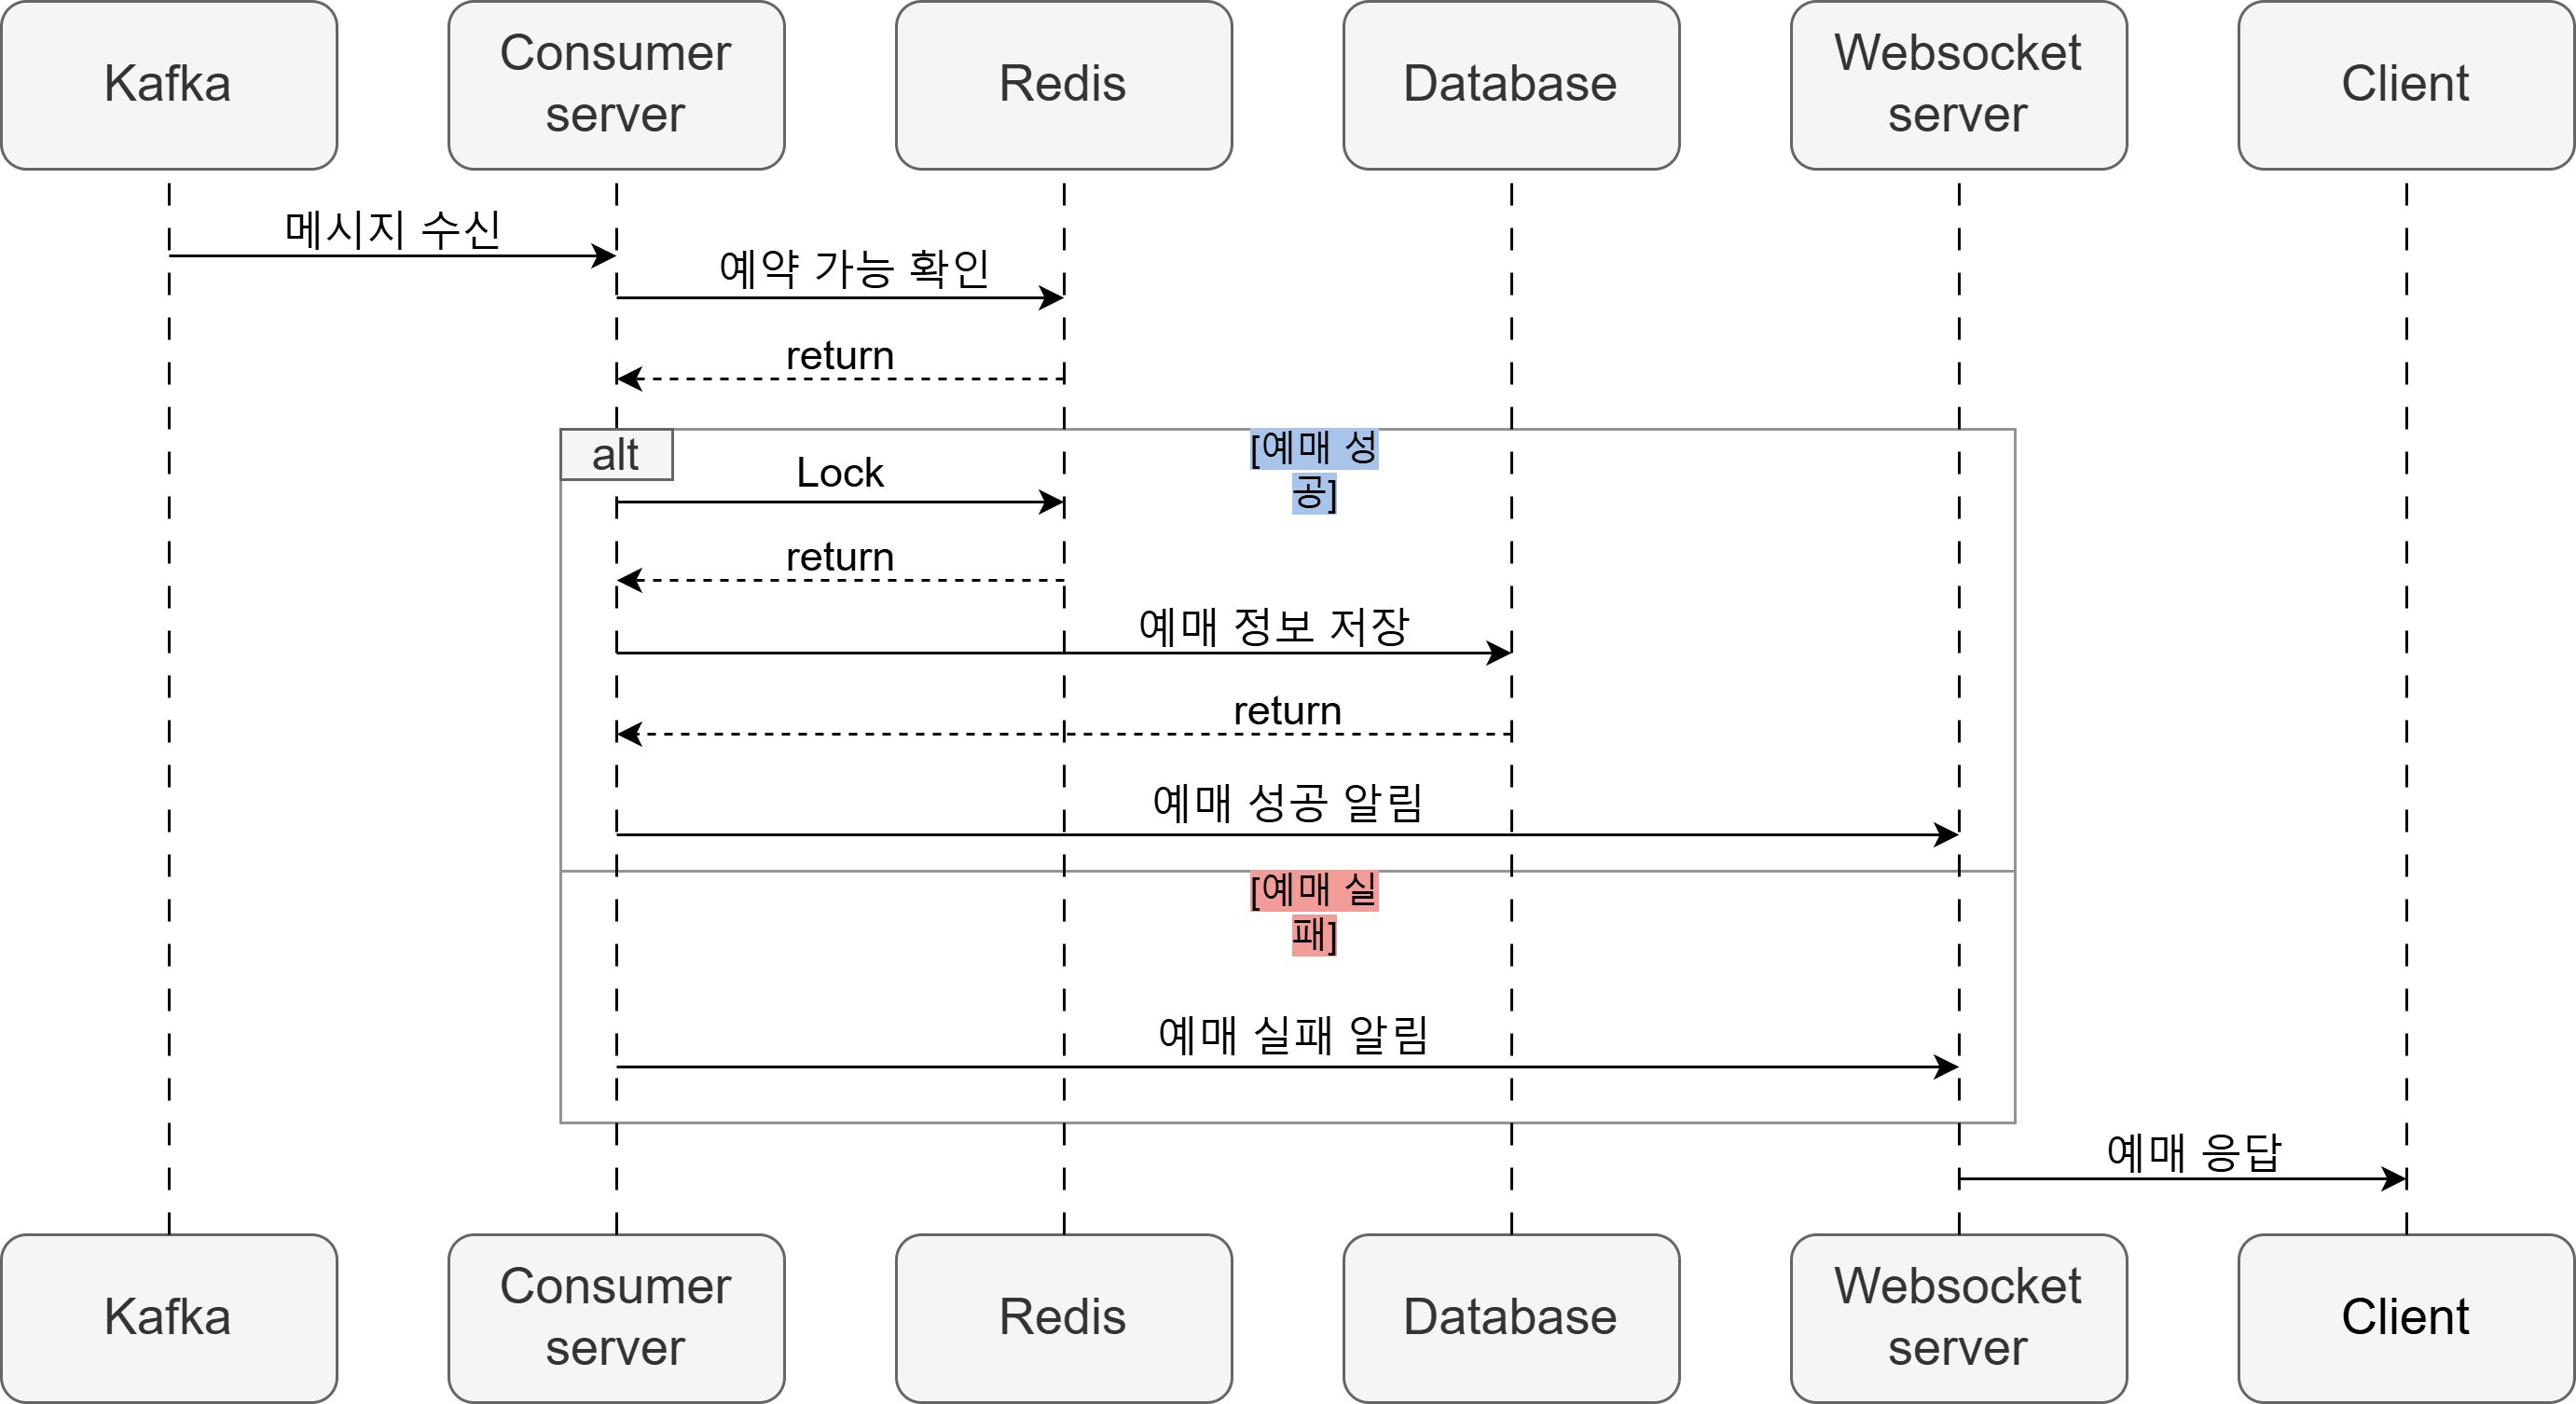 Kafka
Consumer
server
Redis
Database
Websocket
server
Client
메시지 수신
예약 가능 확인
return
alt
[예매 성
공]
Lock
return
예매 정보 저장
return
예매 성공 알림
[예매 실
패]
예매 실패 알림
예매 응답
Kafka
Consumer
server
Redis
Database
Websocket
server
Client